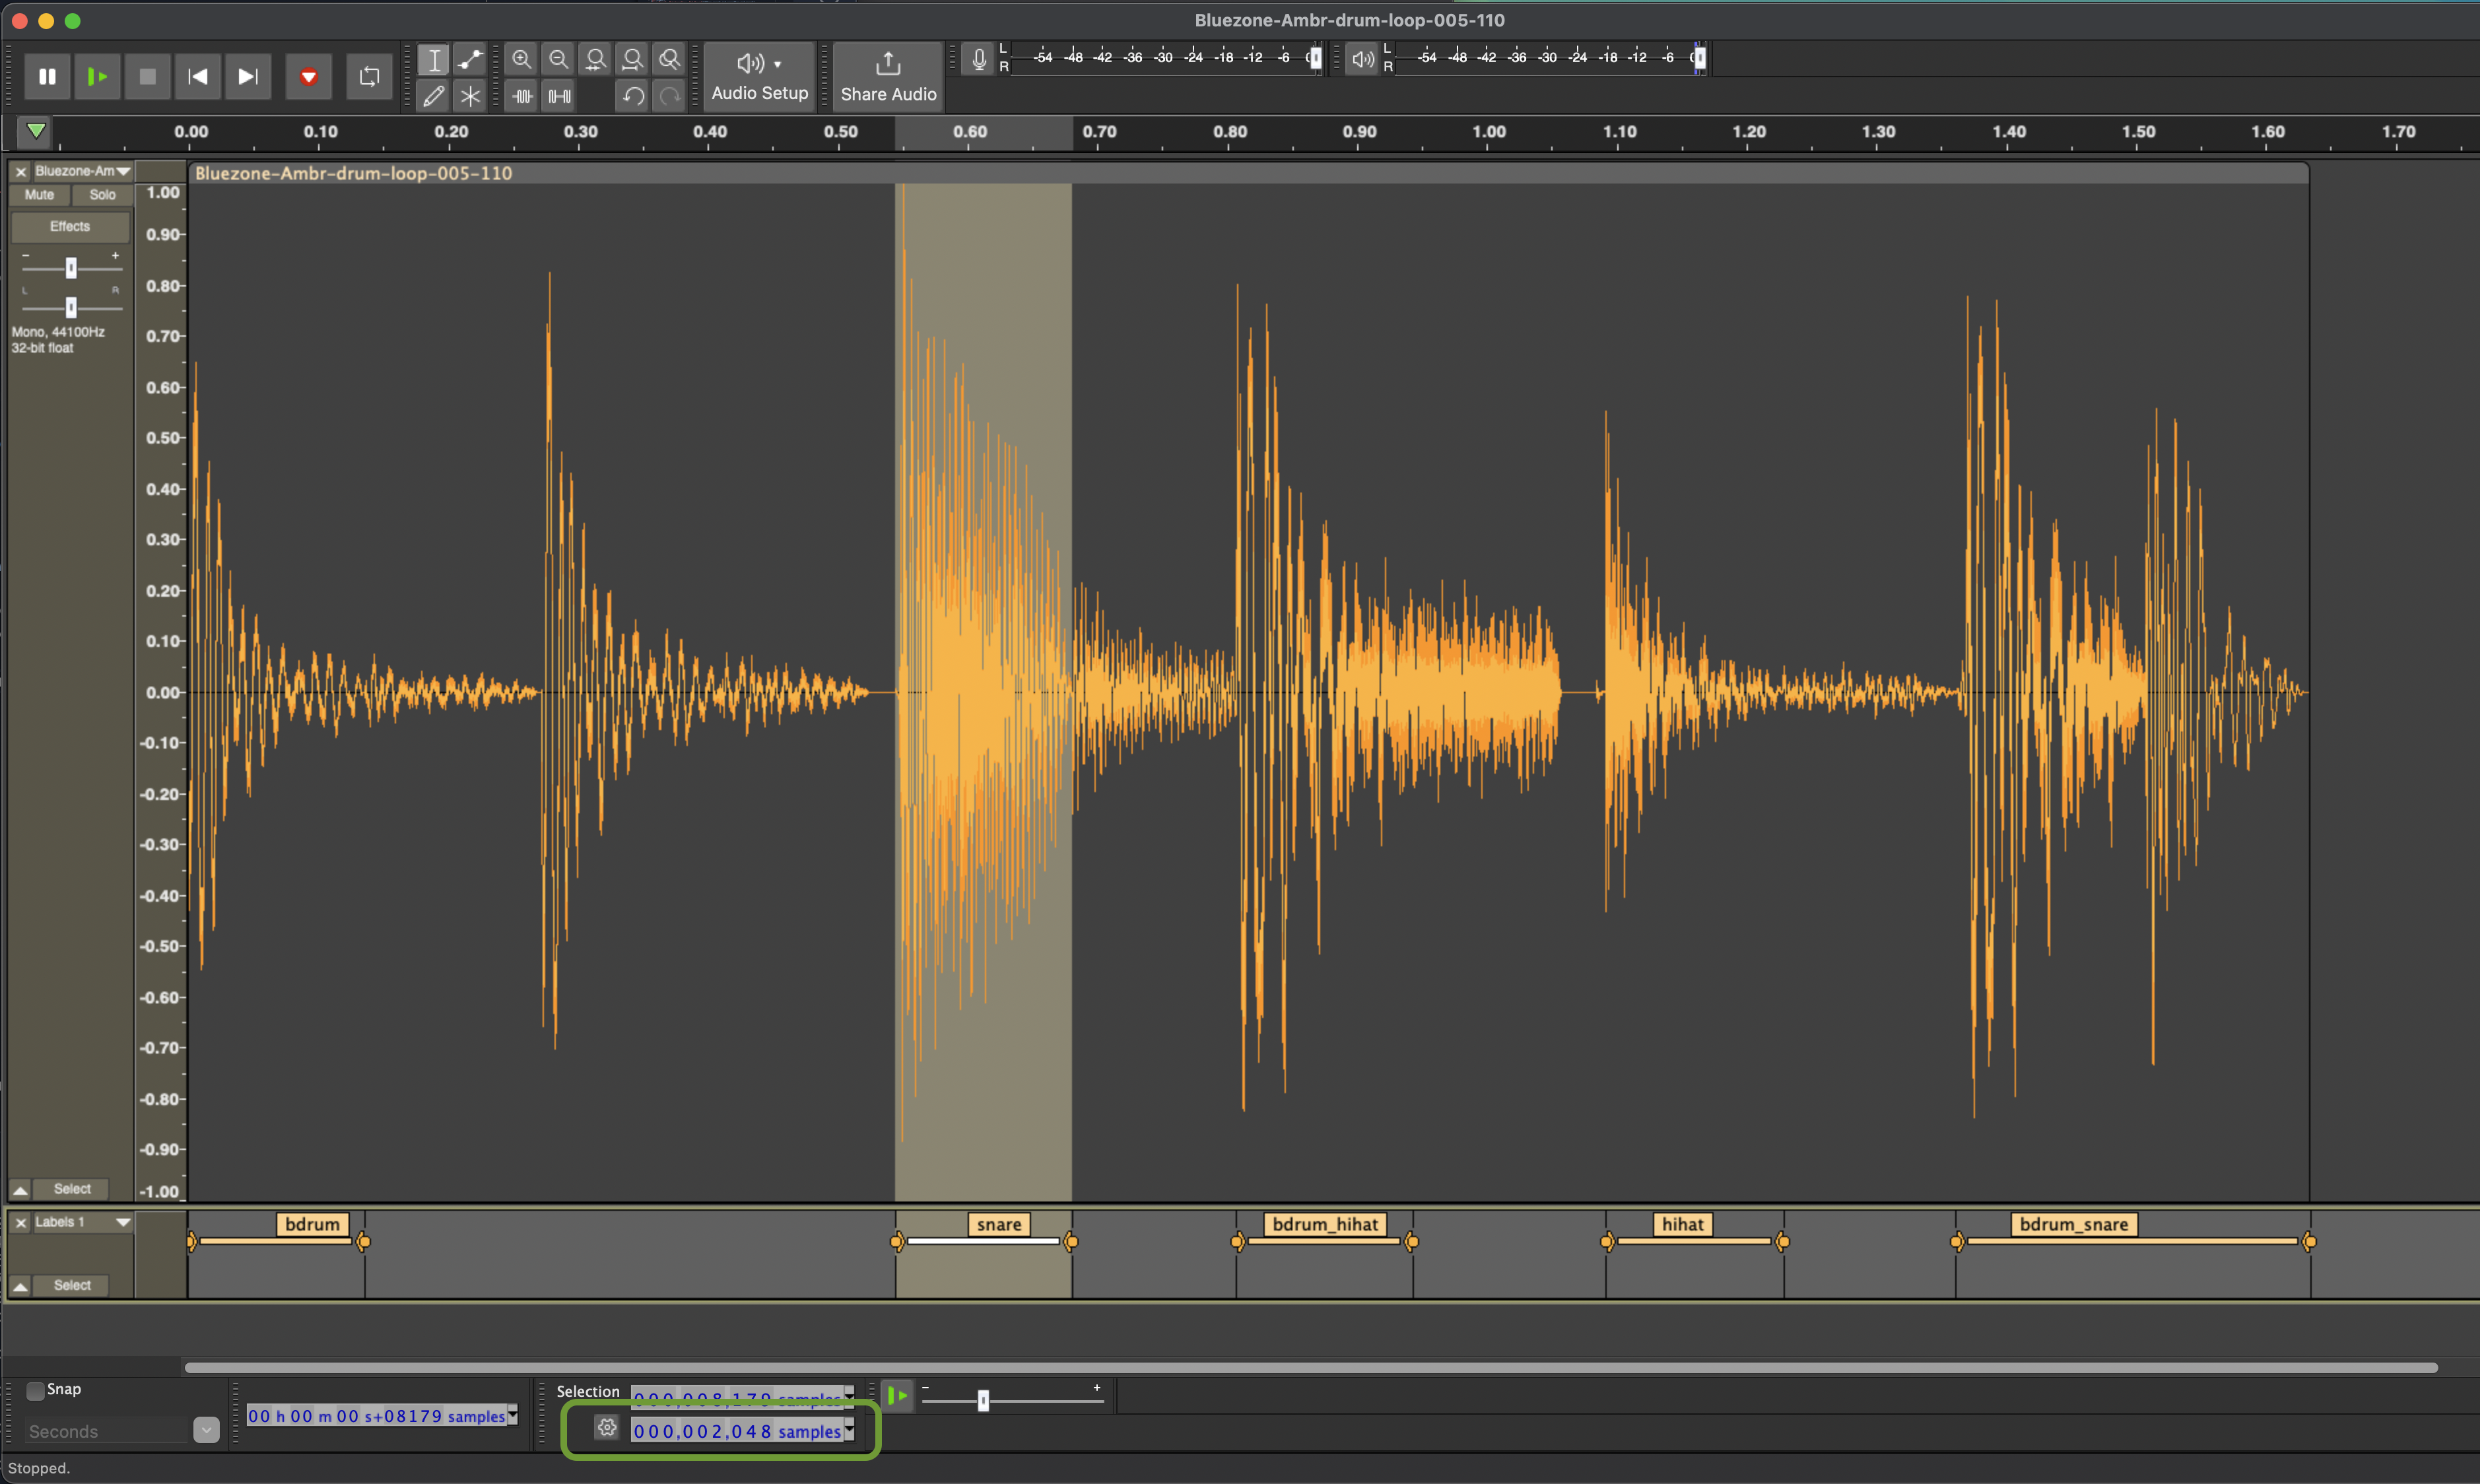 Bluezone-Ambr-drum-loop-005-110
L
R
-54 -48 -42 -36 -30 -24 -18 -12 -6 0
L
R
-54 -48 -42 -36 -30 -24 -18 -12 -6 0
Audio Setup
Share Audio
0.00 0.10 0.20 0.30 0.40 0.50 0.60 0.70 0.80 0.90 1.00 1.10 1.20 1.30 1.40 1.50 1.60 1.70
Bluezone-Am
Bluezone-Ambr-drum-loop-005-110
Mute Solo
Effects
- +
L R
Mono, 44100Hz
32-bit float
1.00
0.90
0.80
0.70
0.60
0.50
0.40
0.30
0.20
0.10
0.00
-0.10
-0.20
-0.30
-0.40
-0.50
-0.60
-0.70
-0.80
-0.90
-1.00
Select
Labels 1
bdrum snare bdrum_hihat hihat bdrum_snare
Select
Snap
Seconds
00 h 00 m 00 s+08179 samples
Selection
000,008,179 samples
000,002,048 samples
- +
Stopped.